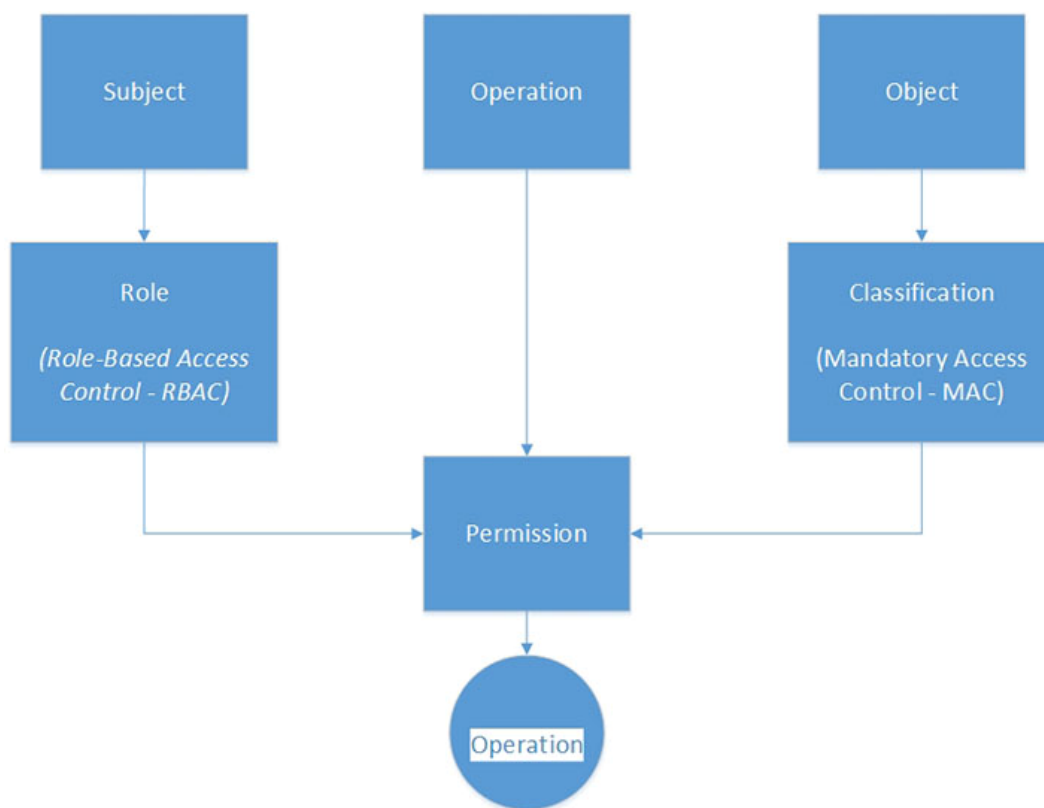 Subject
Operation
Object
Role
(Role-Based Access
Control - RBAC)
Classification
(Mandatory Access
Control - MAC)
Permission
Operation